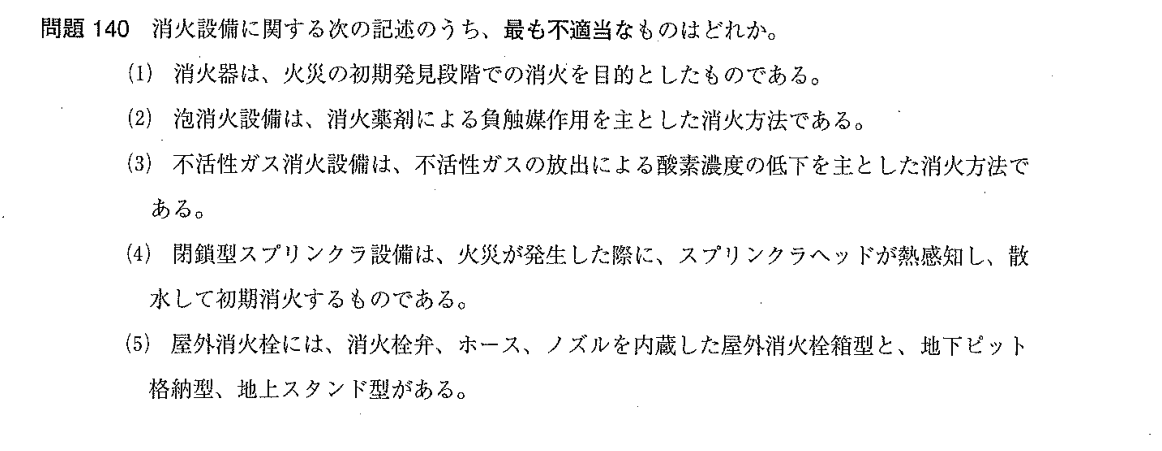 問題 140 消火設備に関する次の記述のうち、最も不適当なものはどれか。
(1) 消火器は、火災の初期発見段階での消火を目的としたものである。
(2) 泡消火設備は、消火薬剤による負触媒作用を主とした消火方法である。
(3) 不活性ガス消火設備は、不活性ガスの放出による酸素濃度の低下を主とした消火方法で
ある。
(4) 閉鎖型スプリンクラ設備は、火災が発生した際に、スプリンクラヘッドが熱感知し、散
水して初期消火するものである。
(5) 屋外消火栓には、消火栓弁、ホース、ノズルを内蔵した屋外消火栓箱型と、地下ピット
格納型、地上スタンド型がある。